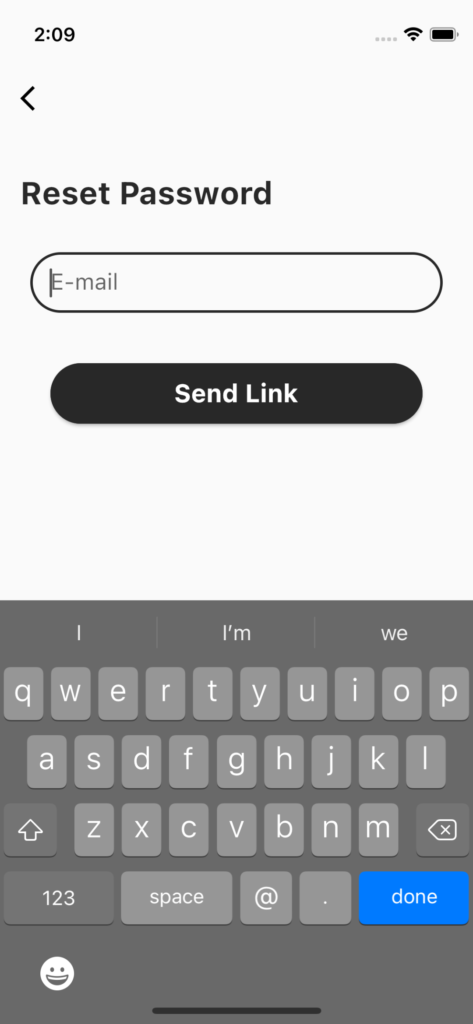 2:09
Reset Password
E-mail
Send Link
I I’m we
q w e r t y u i o p
a s d f g h j k l
z x c v b n m
123 space @ . done